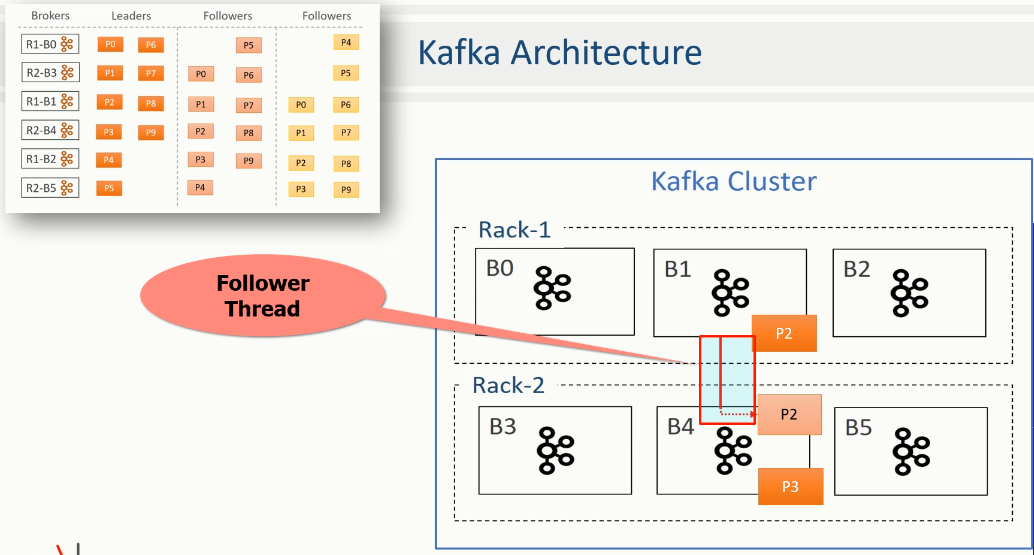 Brokers Leaders Followers Followers
R1-B0 P0 P6 P5 P4
R2-B3 P1 P7 P0 P6 P5
R1-B1 P2 P8 P1 P7 P0 P6
R2-B4 P3 P9 P2 P8 P1 P7
R1-B2 P4 P3 P9 P2 P8
R2-B5 P5 P4 P3 P9
Kafka Architecture
Kafka Cluster
Rack-1
B0 B1 B2
P2
Follower
Thread
Rack-2
B3 B4 B5
P2
P3